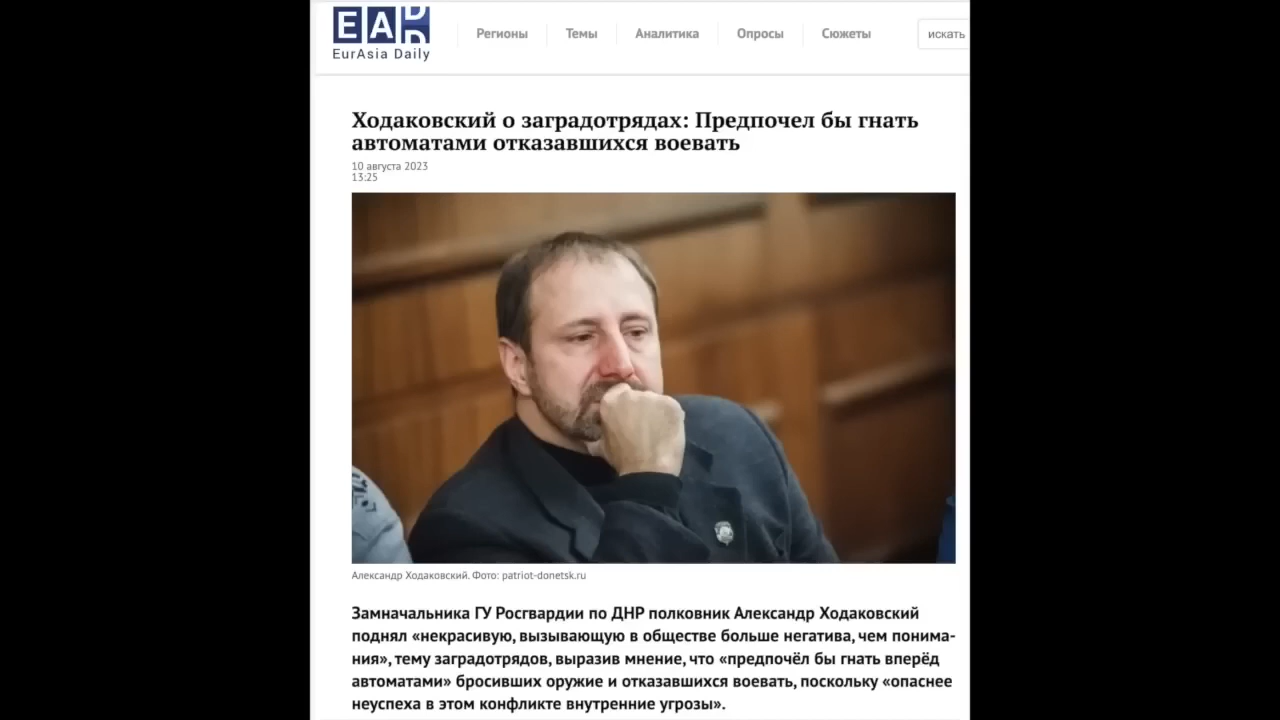 EAD
EurAsia Daily
Регионы
Темы
Аналитика
Опросы
Сюжеты
искать
Ходаковский о заградотрядах: Предпочел бы гнать
автоматами отказавшихся воевать
10 августа 2023
13:25
Александр Ходаковский. Фото: patriot-donetsk.ru
Замначальника ГУ Росгвардии по ДНР полковник Александр Ходаковский
поднял «некрасивую, вызывающую в обществе больше негатива, чем понима-
ния», тему заградотрядов, выразив мнение, что «предпочёл бы гнать вперёд
автоматами» бросивших оружие и отказавшихся воевать, поскольку «опаснее
неуспеха в этом конфликте внутренние угрозы».